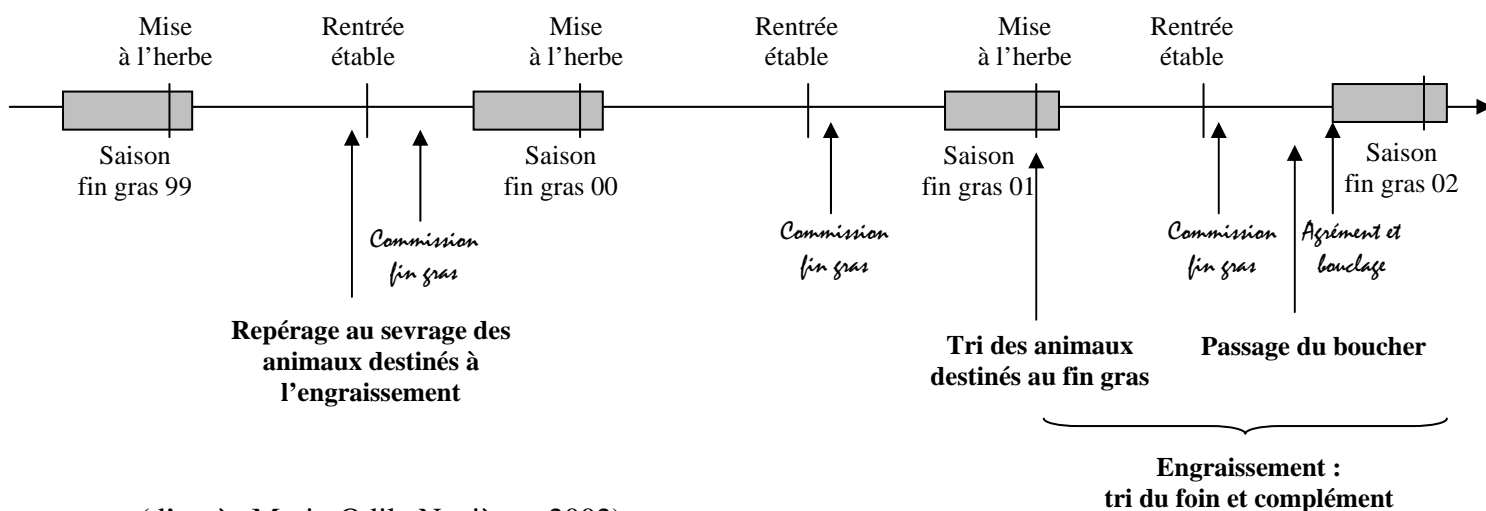 Mise
à l’herbe
Rentrée
étable
Mise
à l’herbe
Rentrée
étable
Mise
à l’herbe
Rentrée
étable
Saison
fin gras 99
Saison
fin gras 00
Saison
fin gras 01
Saison
fin gras 02
Commission
fin gras
Commission
fin gras
Commission
fin gras
Agrément et
bouclage
Repérage au sevrage des
animaux destinés à
l’engraissement
Tri des animaux
destinés au fin gras
Passage du boucher
Engraissement :
tri du foin et complément